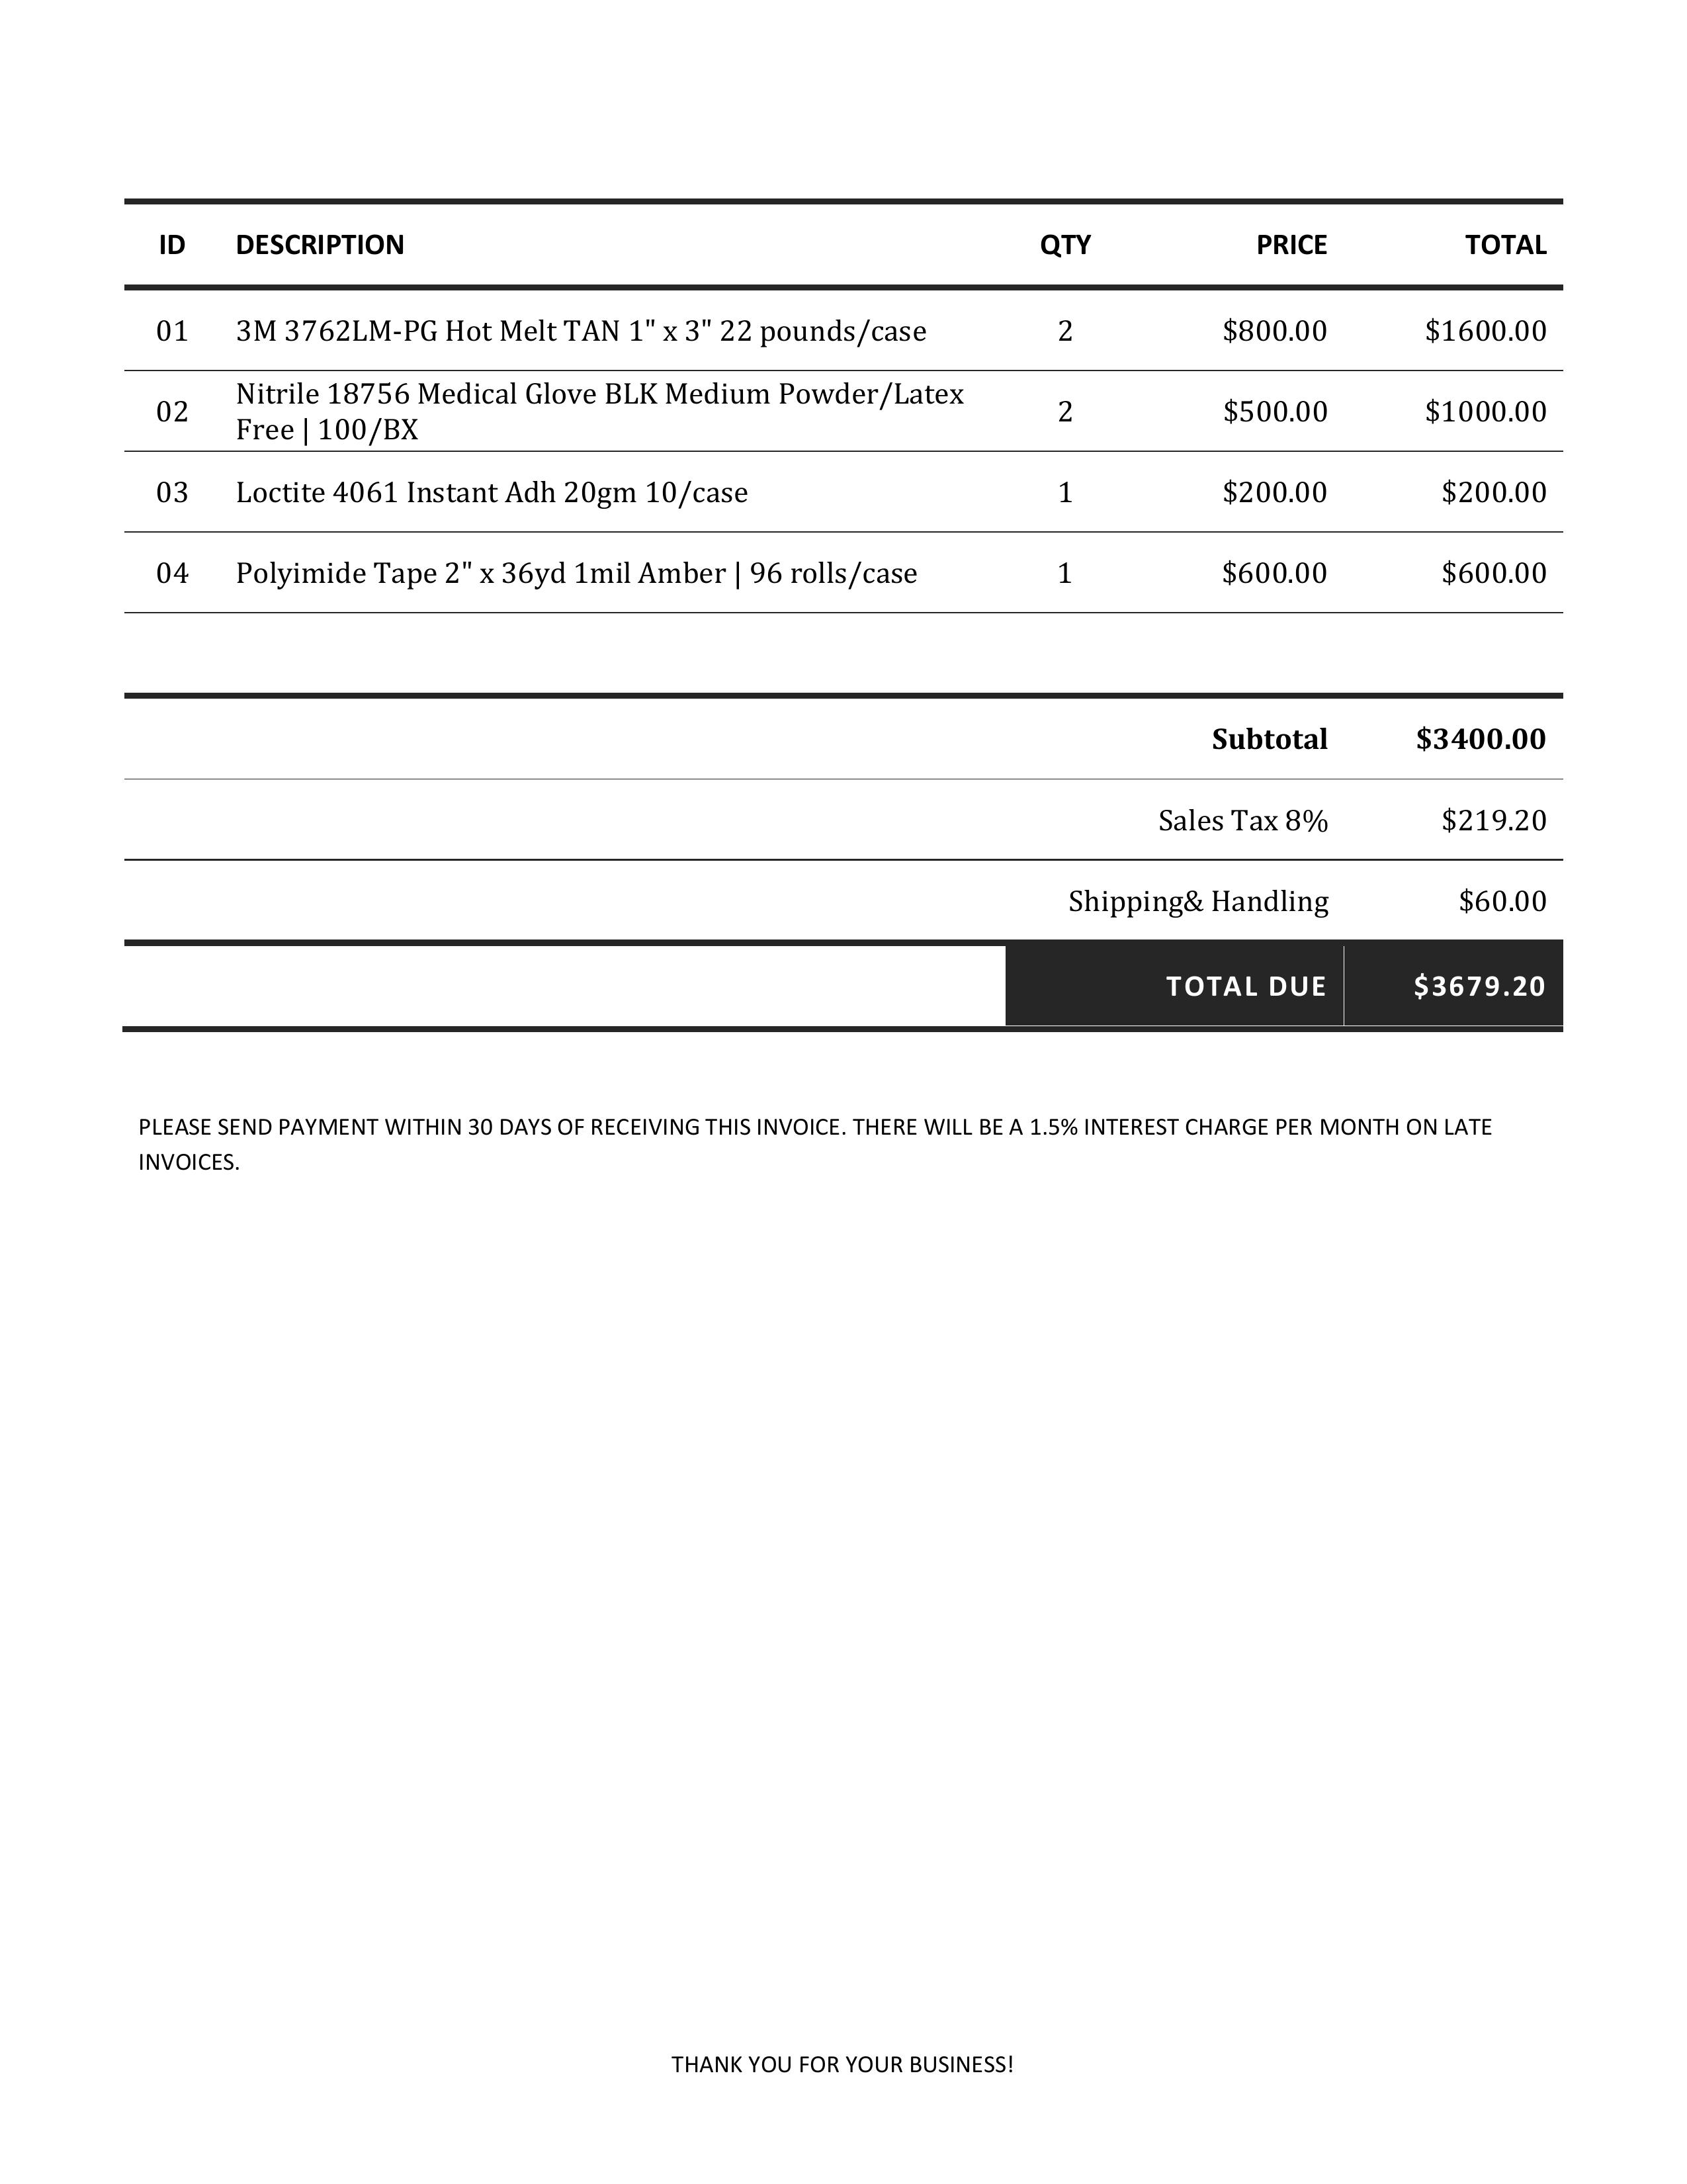 ID DESCRIPTION QTY PRICE TOTAL
01 3M 3762LM-PG Hot Melt TAN 1" x 3" 22 pounds/case 2 $800.00 $1600.00
02 Nitrile 18756 Medical Glove BLK Medium Powder/Latex
Free | 100/BX 2 $500.00 $1000.00
03 Loctite 4061 Instant Adh 20gm 10/case 1 $200.00 $200.00
04 Polyimide Tape 2" x 36yd 1mil Amber | 96 rolls/case 1 $600.00 $600.00
Subtotal $3400.00
Sales Tax 8% $219.20
Shipping& Handling $60.00
TOTAL DUE $3679.20
PLEASE SEND PAYMENT WITHIN 30 DAYS OF RECEIVING THIS INVOICE. THERE WILL BE A 1.5% INTEREST CHARGE PER MONTH ON LATE
INVOICES.
THANK YOU FOR YOUR BUSINESS!